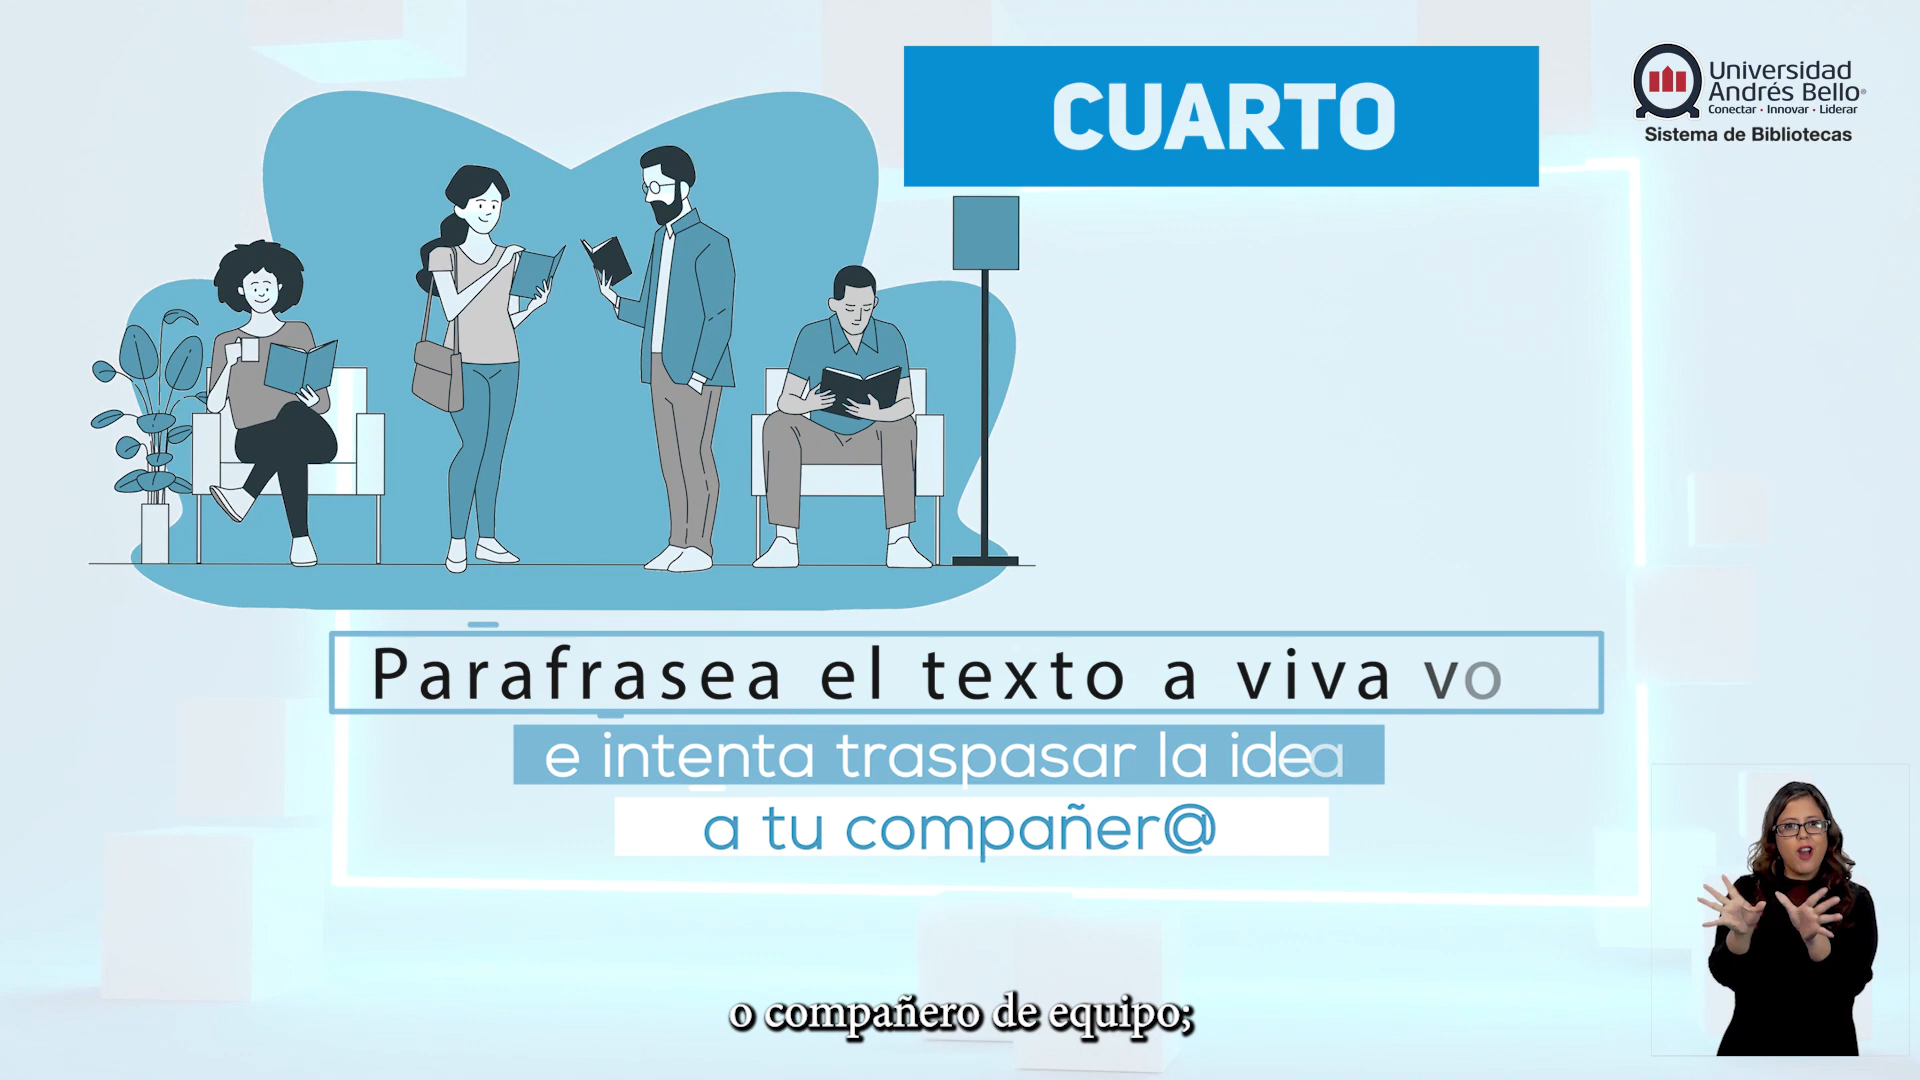 CUARTO
Universidad
Andrés Bello®
Conectar · Innovar · Liderar
Sistema de Bibliotecas
Parafrasea el texto a viva vo
e intenta traspasar la idea
a tu compañer@
o compañero de equipo;